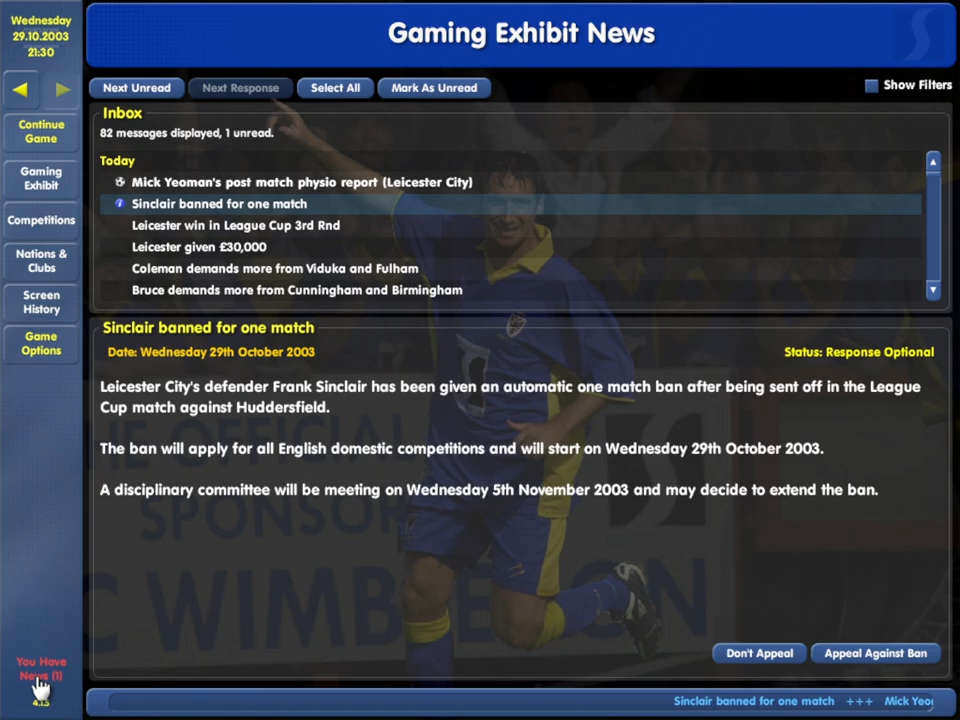 Wednesday
29.10.2003
21:30
Gaming Exhibit News
Next Unread
Next Response
Select All
Mark As Unread
Show Filters
Continue
Game
Gaming
Exhibit
Competitions
Nations &
Clubs
Screen
History
Game
Options
Inbox
82 messages displayed, 1 unread.
Today
Mick Yeoman's post match physio report (Leicester City)
Sinclair banned for one match
Leicester win in League Cup 3rd Rnd
Leicester given £30,000
Coleman demands more from Viduka and Fulham
Bruce demands more from Cunningham and Birmingham
Sinclair banned for one match
Date: Wednesday 29th October 2003
Status: Response Optional
Leicester City's defender Frank Sinclair has been given an automatic one match ban after being sent off in the League
Cup match against Huddersfield.
The ban will apply for all English domestic competitions and will start on Wednesday 29th October 2003.
A disciplinary committee will be meeting on Wednesday 5th November 2003 and may decide to extend the ban.
THE OFFICIAL
SPONSOR
C WIMBLEDON
Don't Appeal
Appeal Against Ban
You Have
News (1)
Sinclair banned for one match +++ Mick Yeo